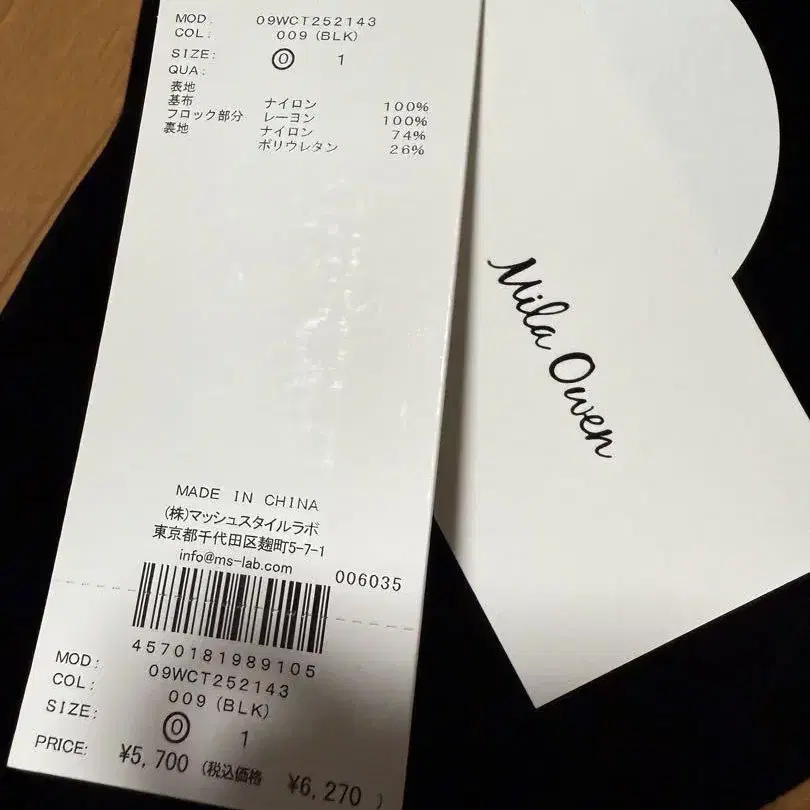 MOD: 09WCT252143
COL: 009 (BLK)
SIZE: 0 1
QUA:
表地
基布 ナイロン 100%
フロック部分 レーヨン 100%
裏地 ナイロン 74%
ポリウレタン 26%
MADE IN CHINA
(株)マッシュスタイルラボ
東京都千代田区麹町5-7-1
info@ms-lab.com
006035
4570181989105
MOD: 09WCT252143
COL: 009 (BLK)
SIZE: 0 1
PRICE: ¥5,700 (税込価格 ¥6,270 )
Mila Owen